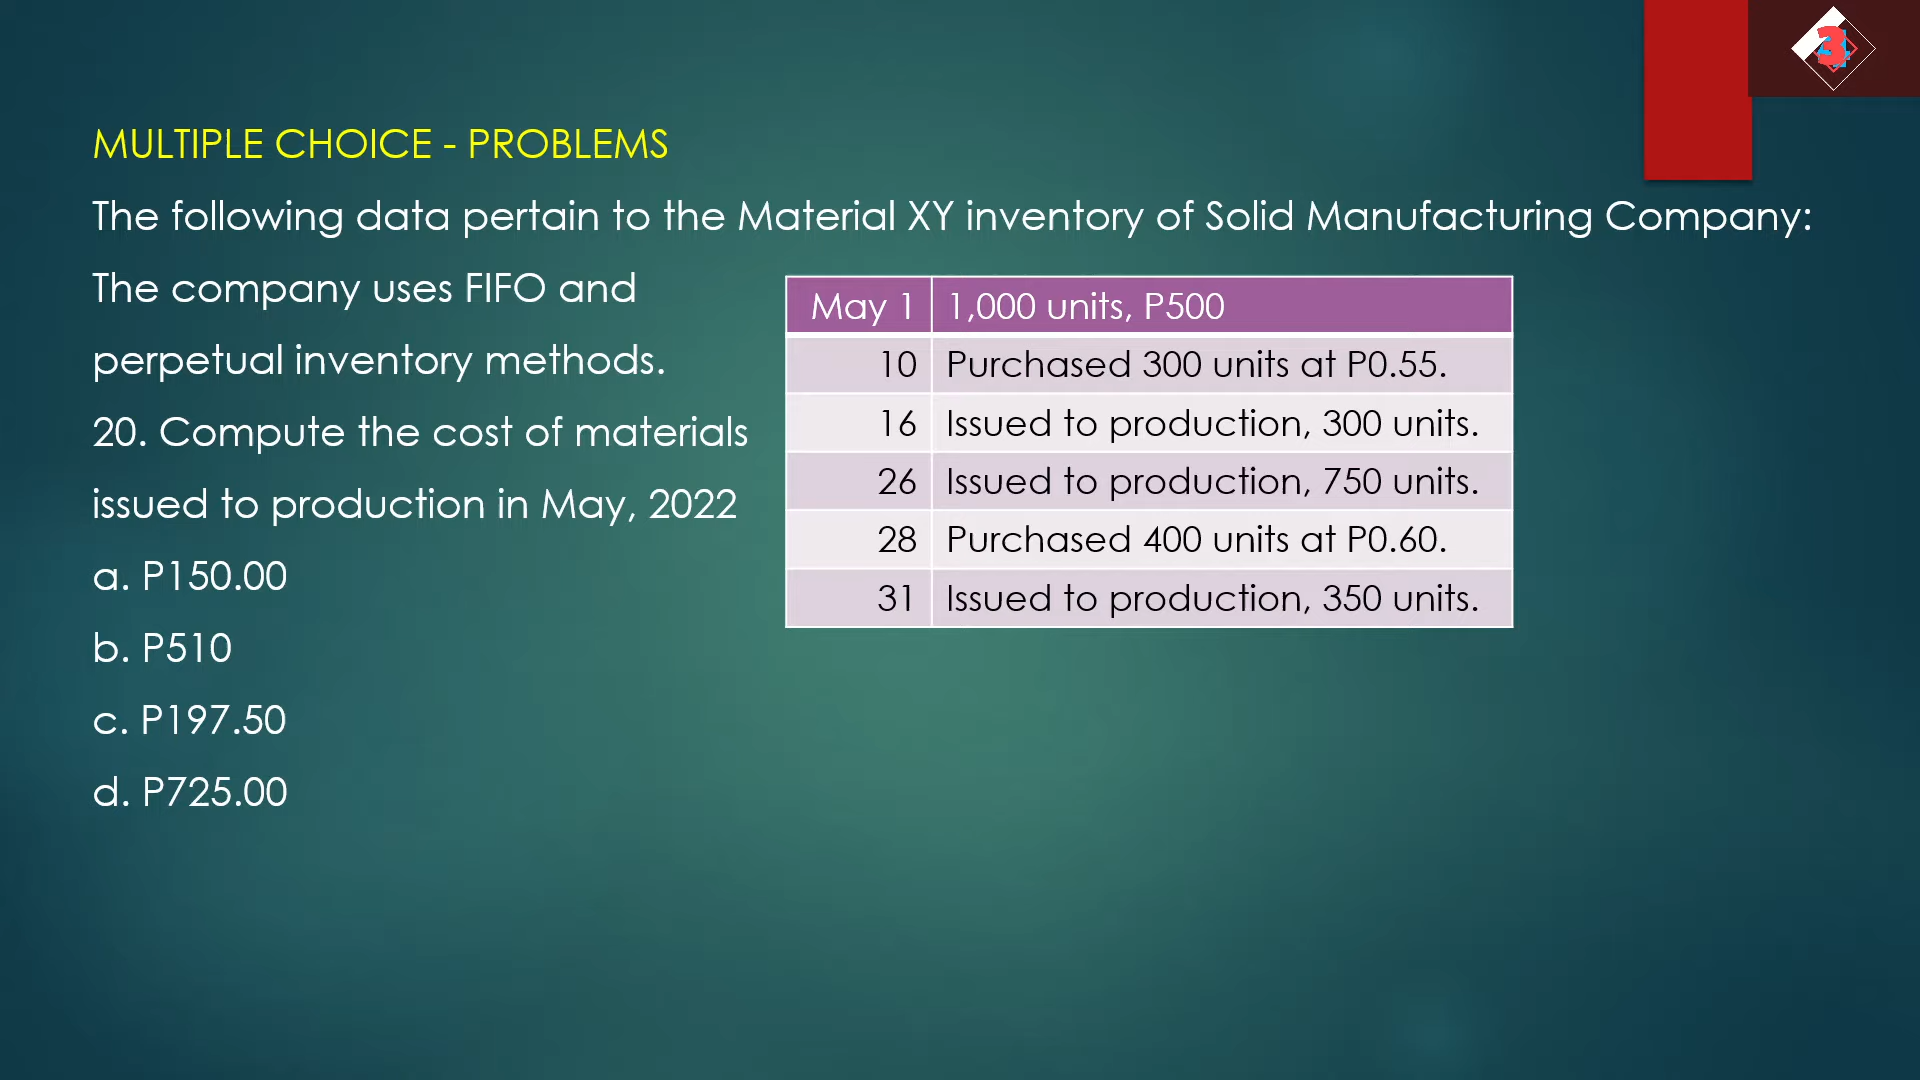 MULTIPLE CHOICE - PROBLEMS
The following data pertain to the Material XY inventory of Solid Manufacturing Company:
The company uses FIFO and
perpetual inventory methods.
20. Compute the cost of materials
issued to production in May, 2022
a. P150.00
b. P510
c. P197.50
d. P725.00
May 1 1,000 units, P500
10 Purchased 300 units at P0.55.
16 Issued to production, 300 units.
26 Issued to production, 750 units.
28 Purchased 400 units at P0.60.
31 Issued to production, 350 units.
3